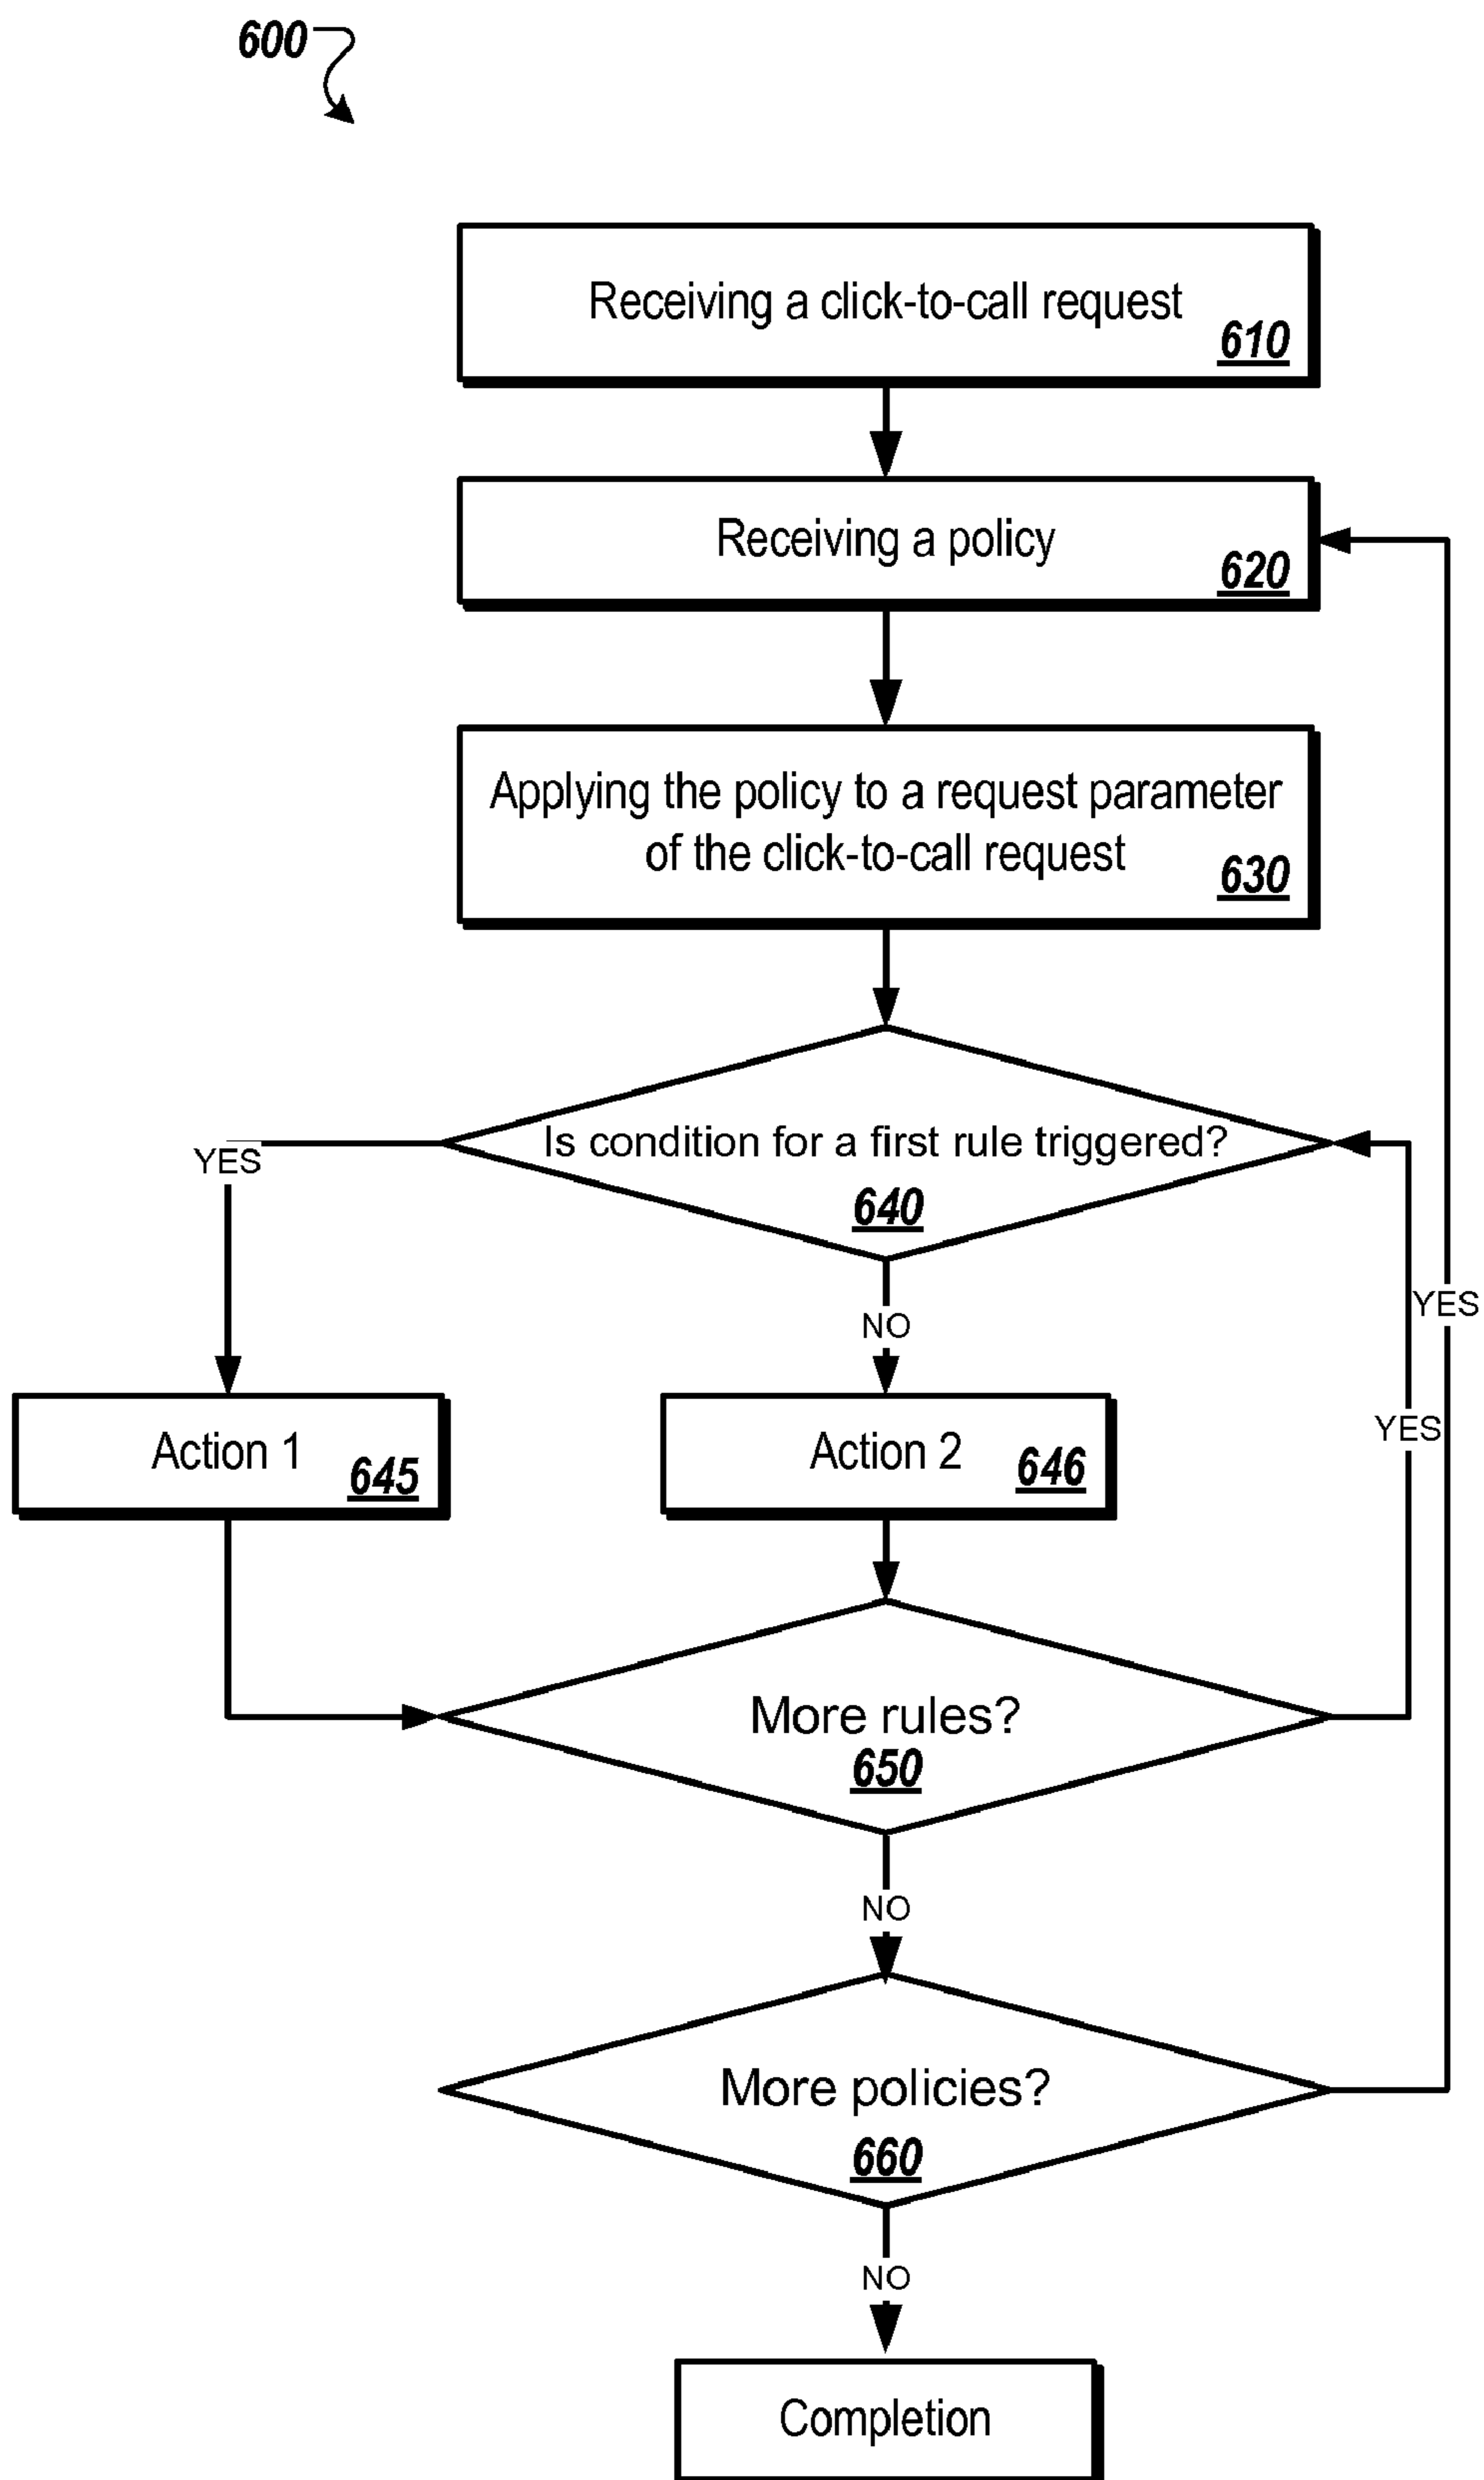 600
Receiving a click-to-call request
610
Receiving a policy
620
Applying the policy to a request parameter
of the click-to-call request
630
Is condition for a first rule triggered?
640
YES
NO
YES
YES
Action 1
645
Action 2
646
More rules?
650
NO
More policies?
660
NO
Completion